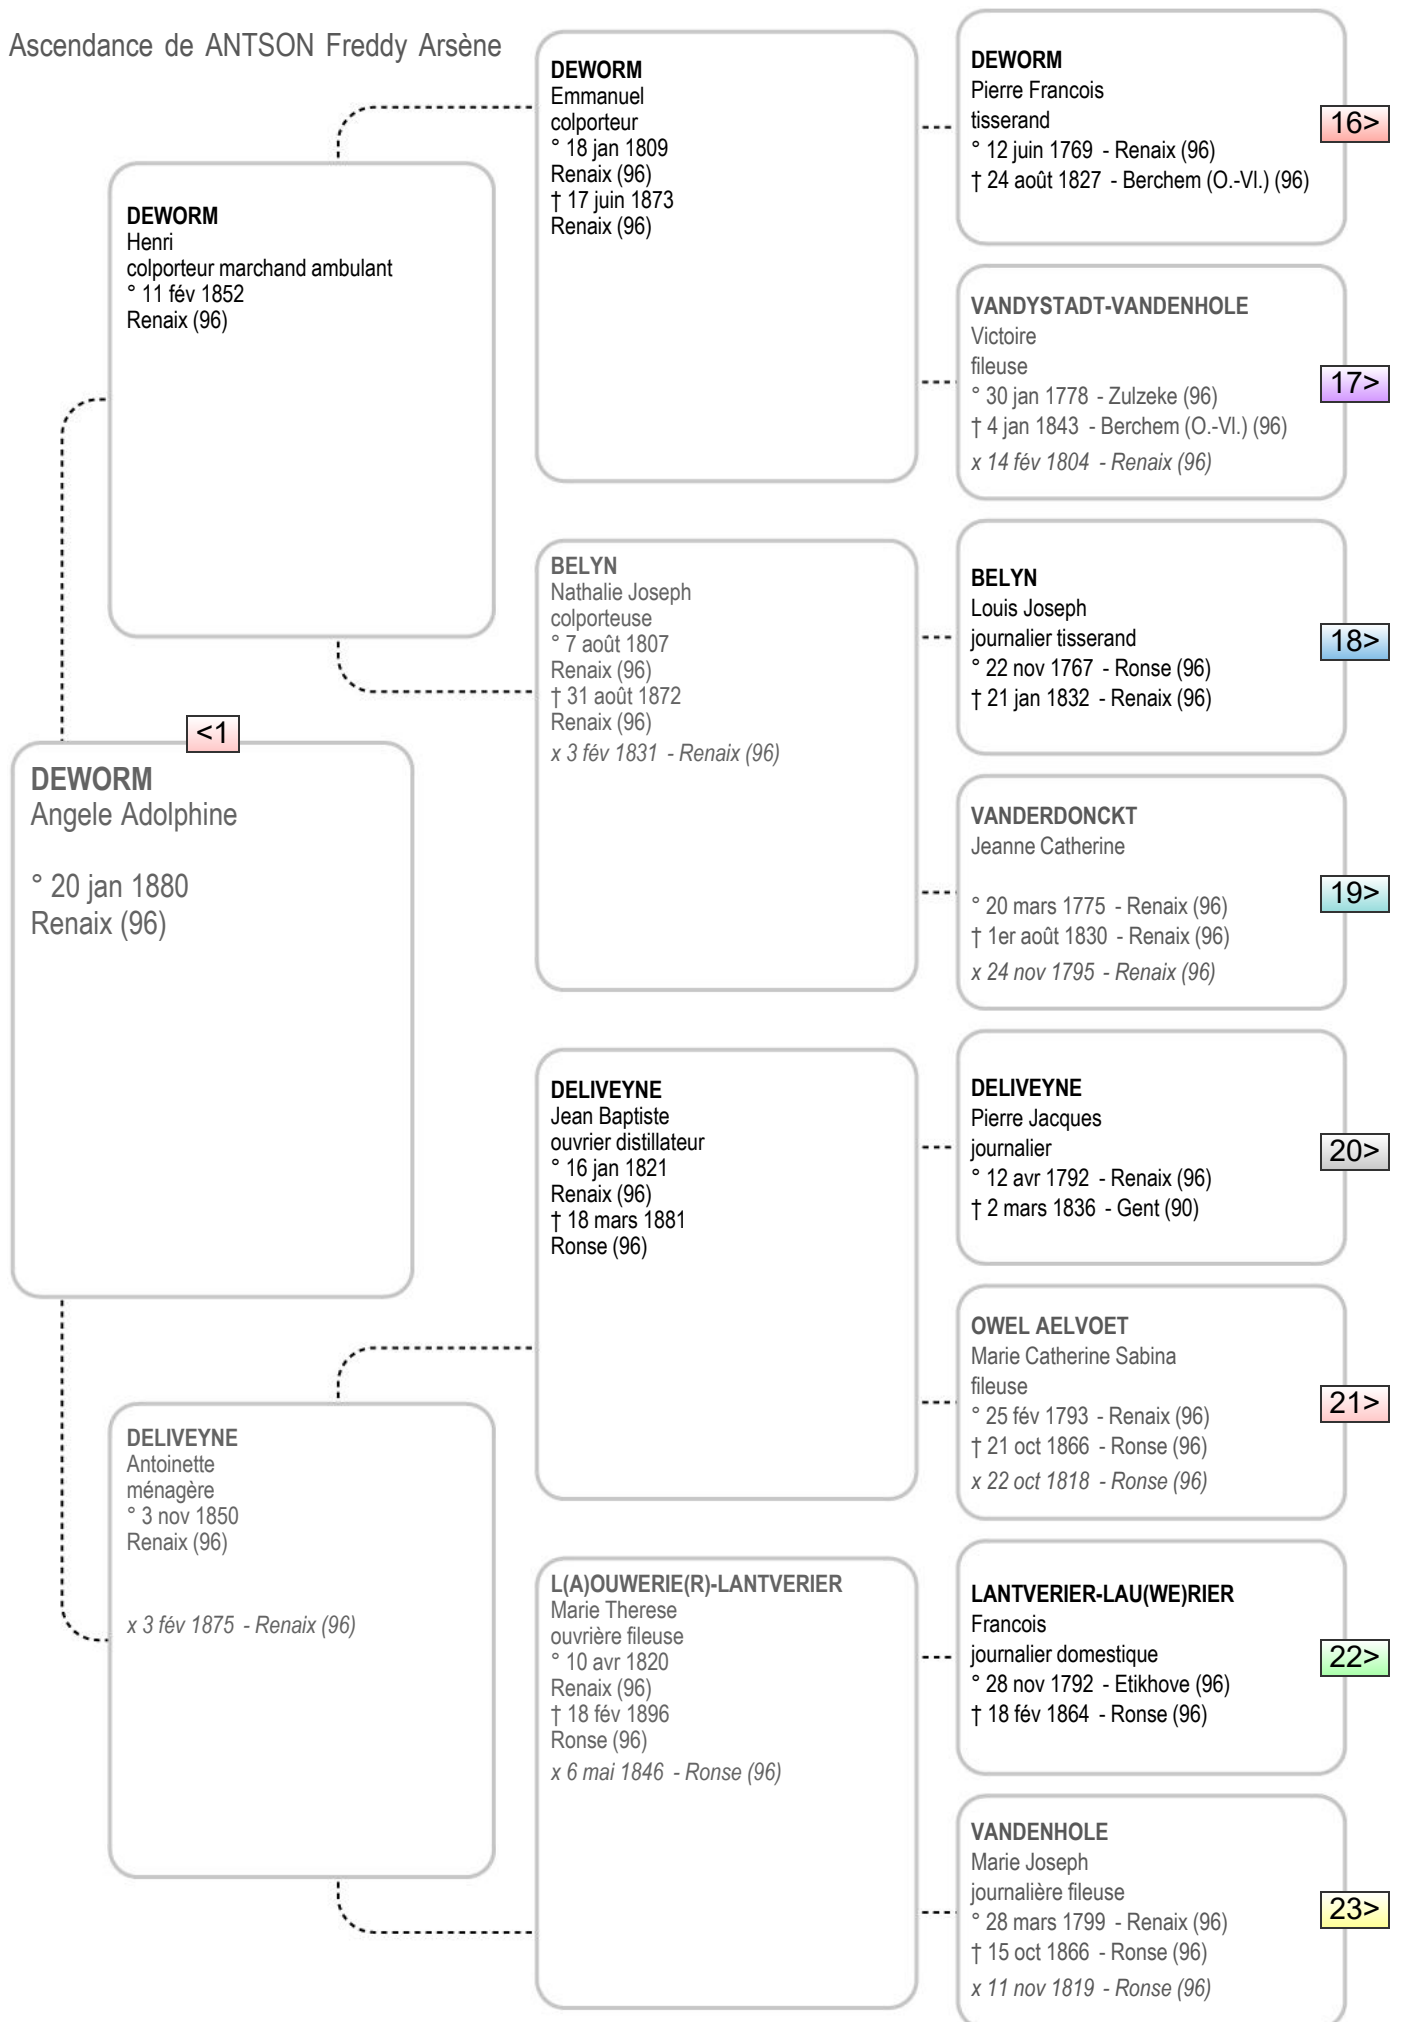 Ascendance de ANTSON Freddy Arsène
DEWORM
Angele Adolphine
° 20 jan 1880
Renaix (96)
<1
DEWORM
Henri
colporteur marchand ambulant
° 11 fév 1852
Renaix (96)
DELIVEYNE
Antoinette
ménagère
° 3 nov 1850
Renaix (96)
x 3 fév 1875 - Renaix (96)
DEWORM
Emmanuel
colporteur
° 18 jan 1809
Renaix (96)
† 17 juin 1873
Renaix (96)
BELYN
Nathalie Joseph
colporteuse
° 7 août 1807
Renaix (96)
† 31 août 1872
Renaix (96)
x 3 fév 1831 - Renaix (96)
DELIVEYNE
Jean Baptiste
ouvrier distillateur
° 16 jan 1821
Renaix (96)
† 18 mars 1881
Ronse (96)
L(A)OUWERIE(R)-LANTVERIER
Marie Therese
ouvrière fileuse
° 10 avr 1820
Renaix (96)
† 18 fév 1896
Ronse (96)
x 6 mai 1846 - Ronse (96)
DEWORM
Pierre Francois
tisserand
° 12 juin 1769 - Renaix (96)
† 24 août 1827 - Berchem (O.-Vl.) (96)
16>
VANDYSTADT-VANDENHOLE
Victoire
fileuse
° 30 jan 1778 - Zulzeke (96)
† 4 jan 1843 - Berchem (O.-Vl.) (96)
x 14 fév 1804 - Renaix (96)
17>
BELYN
Louis Joseph
journalier tisserand
° 22 nov 1767 - Ronse (96)
† 21 jan 1832 - Renaix (96)
18>
VANDERDONCKT
Jeanne Catherine
° 20 mars 1775 - Renaix (96)
† 1er août 1830 - Renaix (96)
x 24 nov 1795 - Renaix (96)
19>
DELIVEYNE
Pierre Jacques
journalier
° 12 avr 1792 - Renaix (96)
† 2 mars 1836 - Gent (90)
20>
OWEL AELVOET
Marie Catherine Sabina
fileuse
° 25 fév 1793 - Renaix (96)
† 21 oct 1866 - Ronse (96)
x 22 oct 1818 - Ronse (96)
21>
LANTVERIER-LAU(WE)RIER
Francois
journalier domestique
° 28 nov 1792 - Etikhove (96)
† 18 fév 1864 - Ronse (96)
22>
VANDENHOLE
Marie Joseph
journalière fileuse
° 28 mars 1799 - Renaix (96)
† 15 oct 1866 - Ronse (96)
x 11 nov 1819 - Ronse (96)
23>